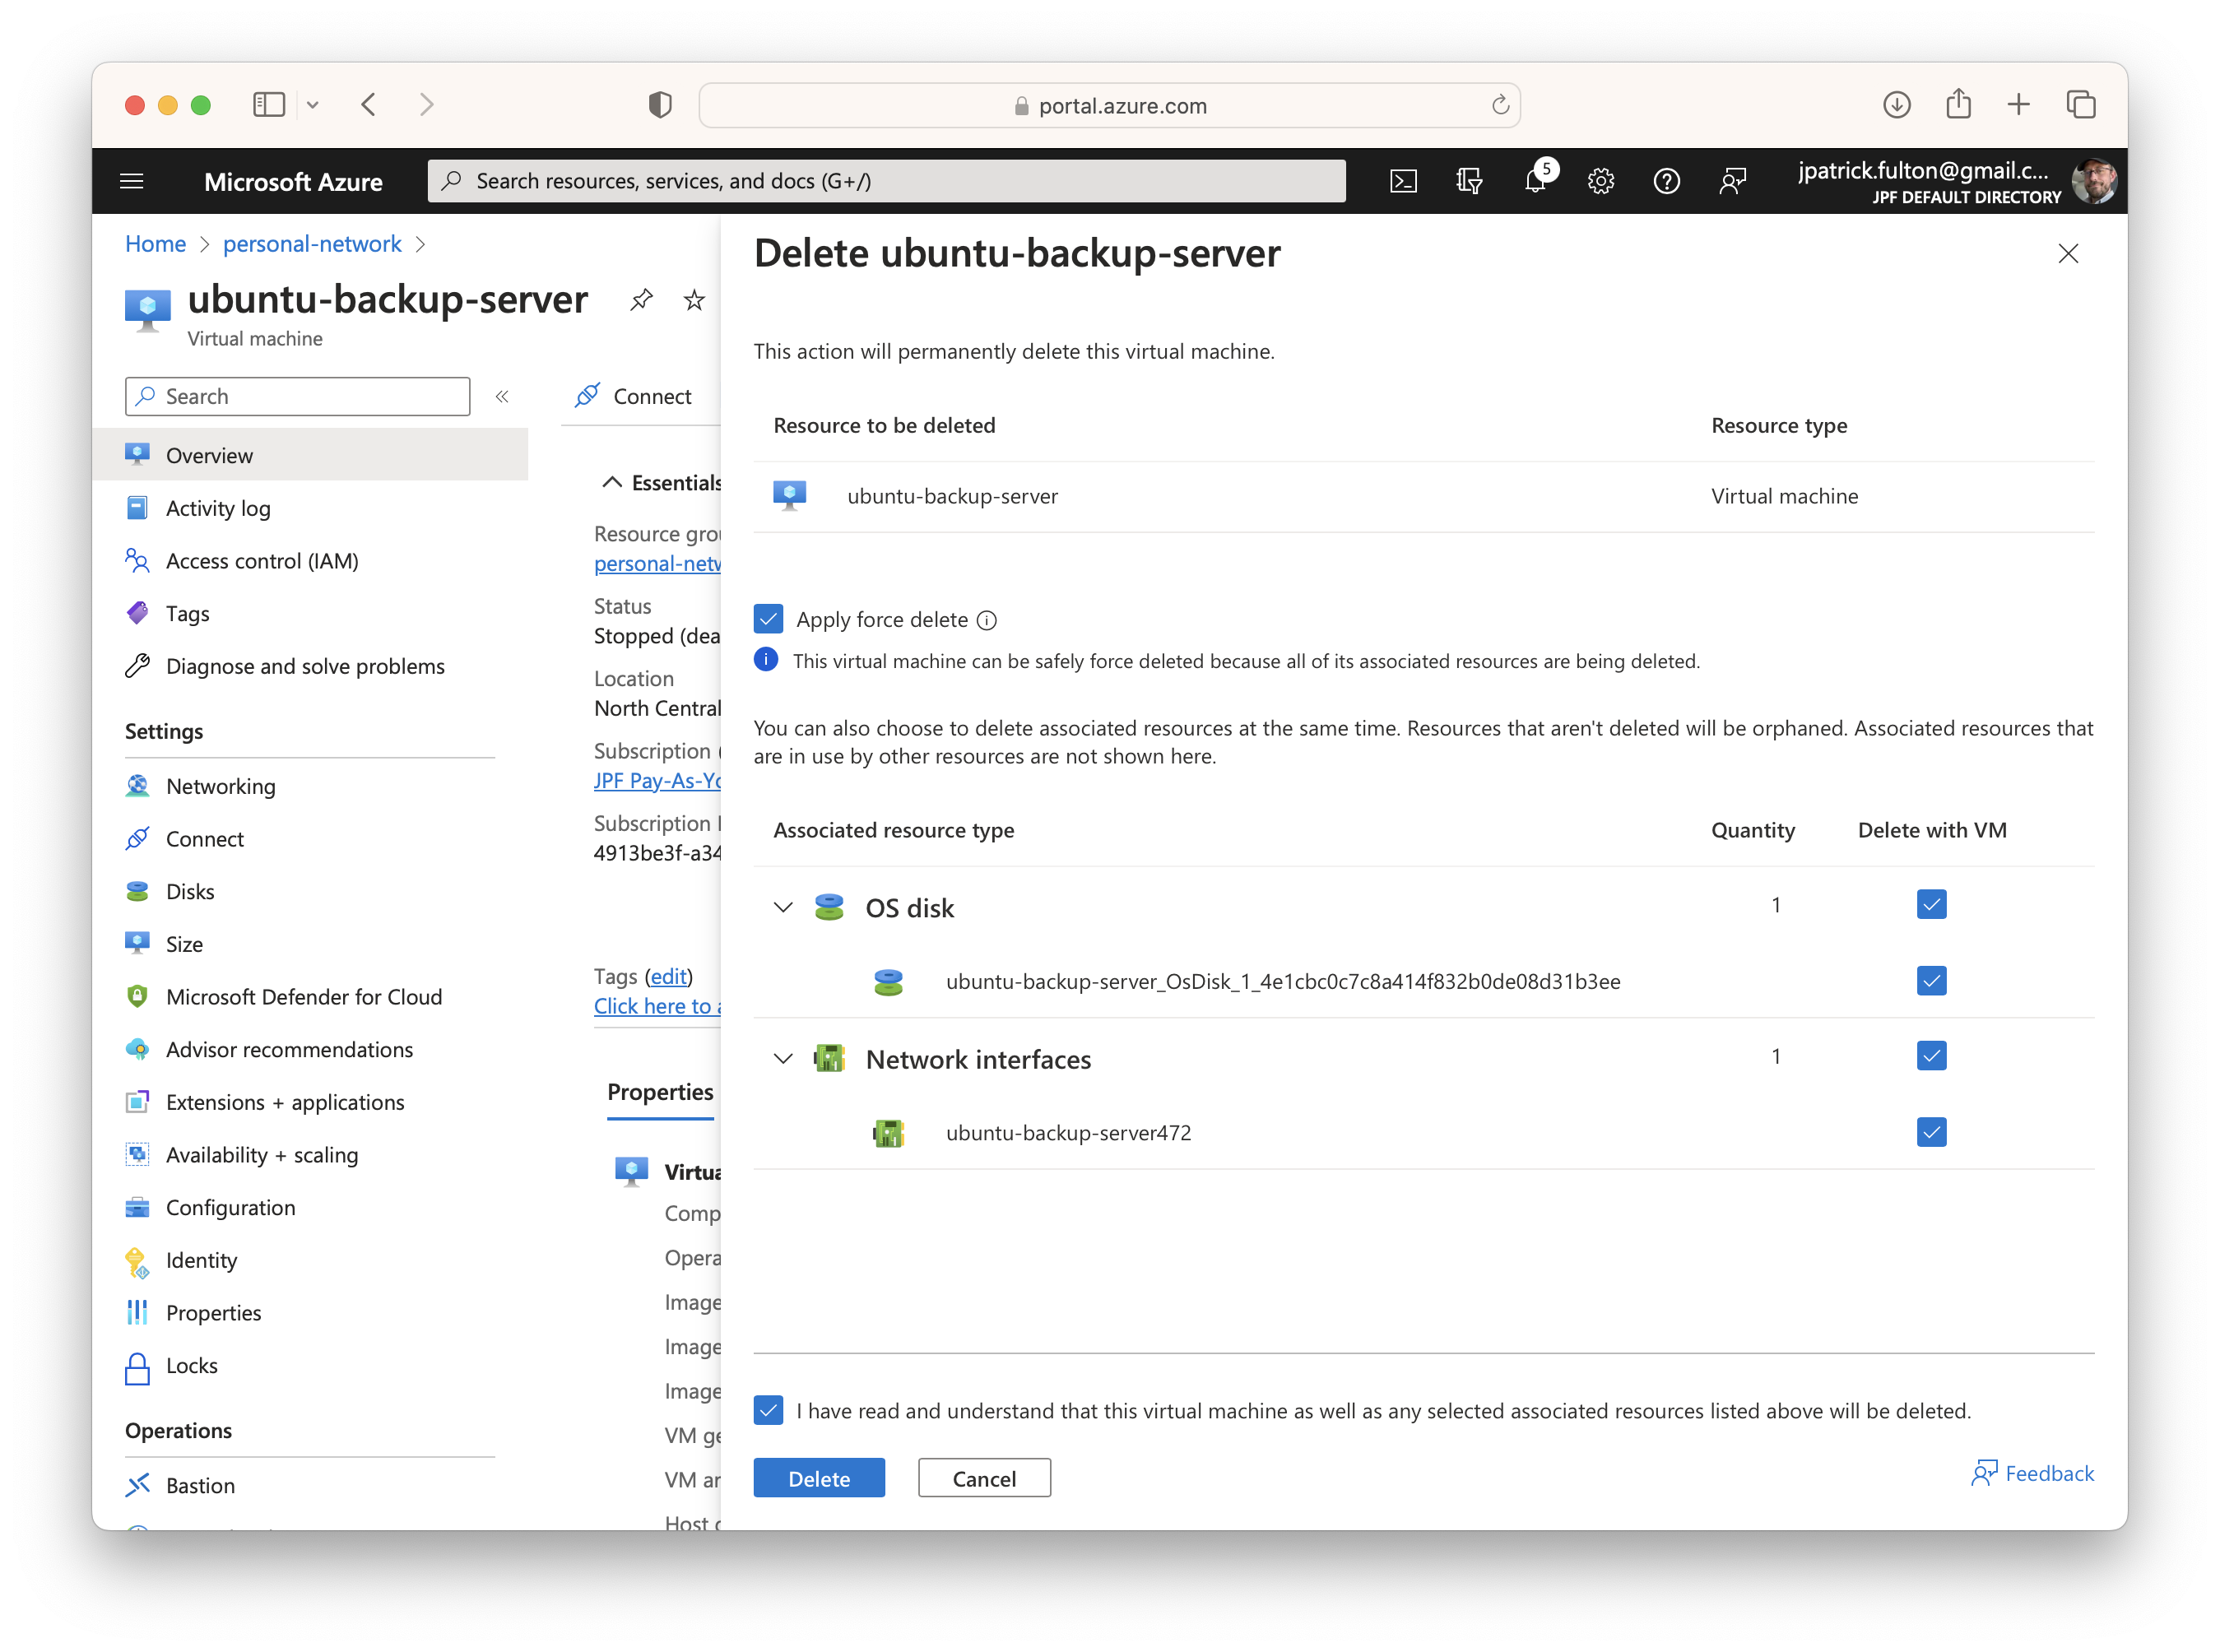 portal.azure.com
Microsoft Azure
Search resources, services, and docs (G+/)
5
jpatrick.fulton@gmail.c...
JPF DEFAULT DIRECTORY
Home > personal-network >
ubuntu-backup-server
Virtual machine
Search
«
Overview
Activity log
Access control (IAM)
Tags
Diagnose and solve problems
Settings
Networking
Connect
Disks
Size
Microsoft Defender for Cloud
Advisor recommendations
Extensions + applications
Availability + scaling
Configuration
Identity
Properties
Locks
Operations
Bastion
Connect
Essentials
Resource grou
personal-netw
Status
Stopped (dea
Location
North Central
Subscription (
JPF Pay-As-Yo
Subscription I
4913be3f-a34
Tags (edit)
Click here to a
Properties
Virtua
Comp
Opera
Image
Image
Image
VM ge
VM ar
Host
Delete ubuntu-backup-server
This action will permanently delete this virtual machine.
Resource to be deleted Resource type
ubuntu-backup-server Virtual machine
Apply force delete
This virtual machine can be safely force deleted because all of its associated resources are being deleted.
You can also choose to delete associated resources at the same time. Resources that aren't deleted will be orphaned. Associated resources that
are in use by other resources are not shown here.
Associated resource type Quantity Delete with VM
OS disk 1
ubuntu-backup-server_OsDisk_1_4e1cbc0c7c8a414f832b0de08d31b3ee
Network interfaces 1
ubuntu-backup-server472
I have read and understand that this virtual machine as well as any selected associated resources listed above will be deleted.
Delete
Cancel
Feedback